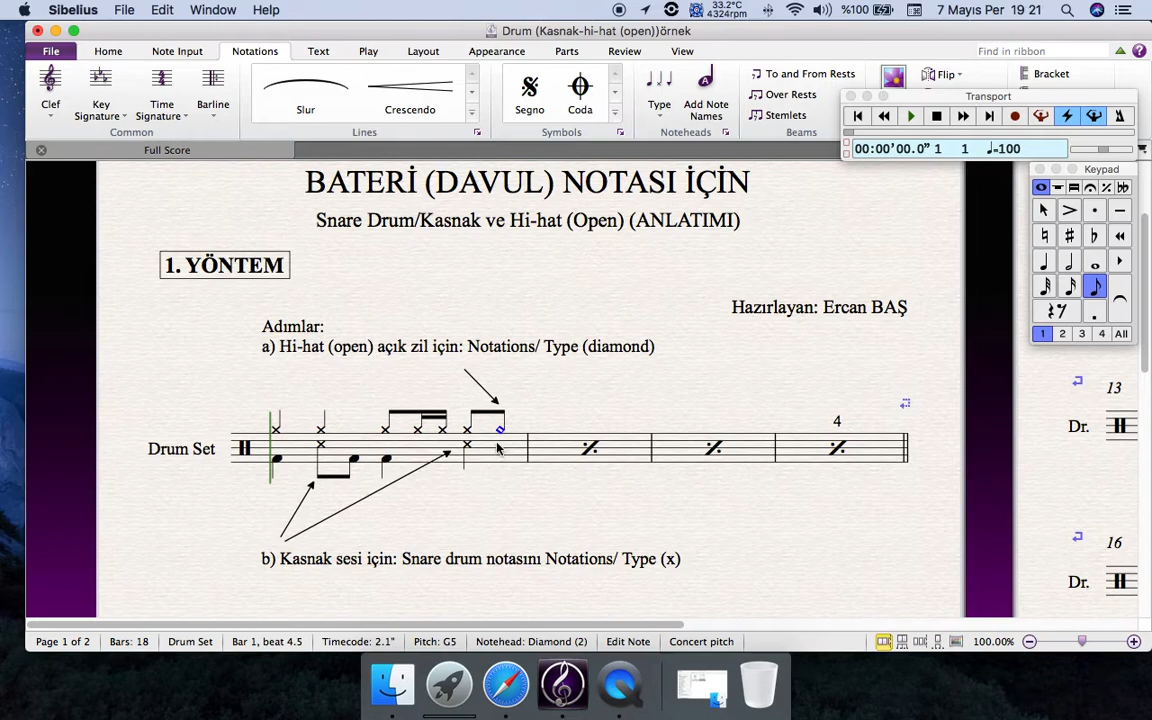 Sibelius File Edit Window Help 33.2°C 4324rpm %100 7 Mayıs Per 19 21
Drum (Kasnak-hi-hat (open))örnek
File Home Note Input Notations Text Play Layout Appearance Parts Review View Find in ribbon
Clef Key Signature Time Signature Barline Slur Crescendo Segno Coda Type Add Note Names To and From Rests Over Rests Stemlets Flip Bracket
Common Lines Symbols Noteheads Beams
Transport
00:00'00.0" 1 1 =100
Full Score
Keypad
1 2 3 4 All
BATERİ (DAVUL) NOTASI İÇİN
Snare Drum/Kasnak ve Hi-hat (Open) (ANLATIMI)
1. YÖNTEM
Hazırlayan: Ercan BAŞ
Adımlar:
a) Hi-hat (open) açık zil için: Notations/ Type (diamond)
13
4
Dr.
Drum Set
16
b) Kasnak sesi için: Snare drum notasını Notations/ Type (x)
Dr.
Page 1 of 2 Bars: 18 Drum Set Bar 1, beat 4.5 Timecode: 2.1" Pitch: G5 Notehead: Diamond (2) Edit Note Concert pitch 100.00%